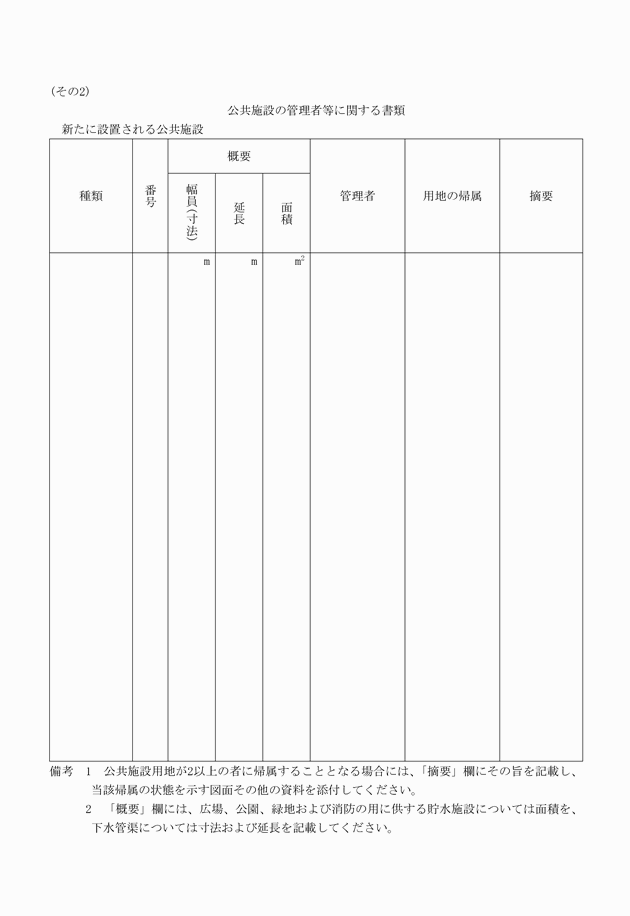 (その2)
公共施設の管理者等に関する書類
新たに設置される公共施設
種類
番号
概要
幅員(寸法)
延長
面積
管理者
用地の帰属
摘要
m
m
m²
備考　1　公共施設用地が2以上の者に帰属することとなる場合には、「摘要」欄にその旨を記載し、
当該帰属の状態を示す図面その他の資料を添付してください。
2　「概要」欄には、広場、公園、緑地および消防の用に供する貯水施設については面積を、
下水管渠については寸法および延長を記載してください。